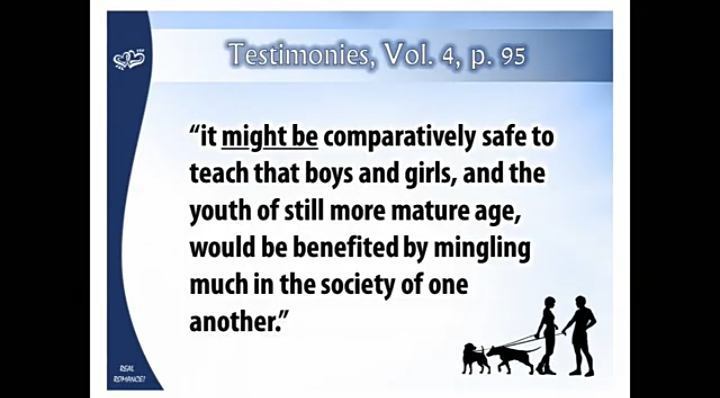 Testimonies, Vol. 4, p. 95
“it might be comparatively safe to
teach that boys and girls, and the
youth of still more mature age,
would be benefited by mingling
much in the society of one
another.”
REAL
ROMANCE!